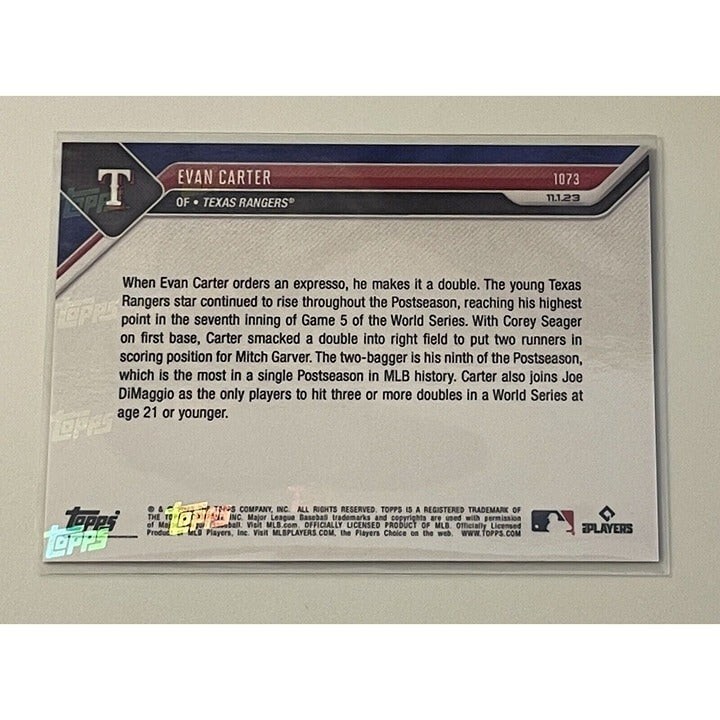 T
EVAN CARTER 1073
OF • TEXAS RANGERS® 11.1.23
When Evan Carter orders an expresso, he makes it a double. The young Texas
Rangers star continued to rise throughout the Postseason, reaching his highest
point in the seventh inning of Game 5 of the World Series. With Corey Seager
on first base, Carter smacked a double into right field to put two runners in
scoring position for Mitch Garver. The two-bagger is his ninth of the Postseason,
which is the most in a single Postseason in MLB history. Carter also joins Joe
DiMaggio as the only players to hit three or more doubles in a World Series at
age 21 or younger.
Topps
Topps
Topps
Topps
Topps
® & TOPPS COMPANY, INC. ALL RIGHTS RESERVED. TOPPS IS A REGISTERED TRADEMARK OF
THE INC. Major League Baseball trademarks and copyrights are used with permission
of Visit MLB.com. OFFICIALLY LICENSED PRODUCT OF MLB. Officially Licensed
MLB Players, Inc. Visit MLBPLAYERS.COM, the Players Choice on the web. WWW.TOPPS.COM
PLAYERS